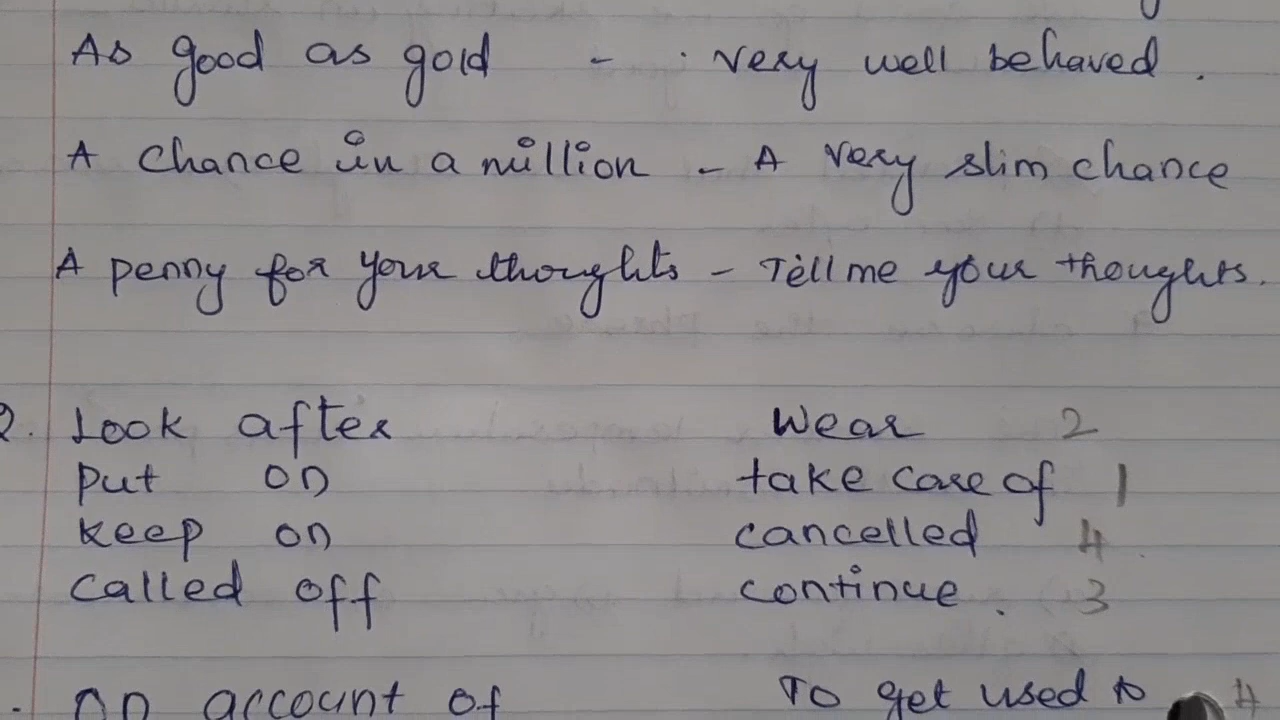 As good as gold - very well behaved.
A chance in a million - A very slim chance
A penny for your thoughts - Tell me your thoughts.
2. Look after Wear 2
put on take care of 1
keep on cancelled 4
called off continue. 3
. On account of To get used to 4